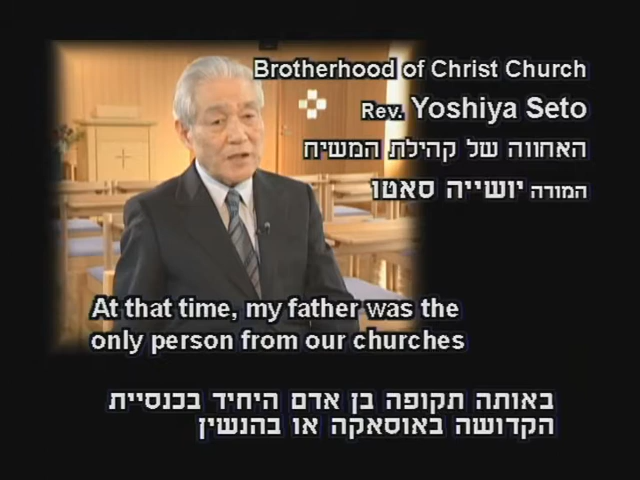 Brotherhood of Christ Church
Rev. Yoshiya Seto
האחווה של קהילת המשיח
המורה יושייה סאטו
At that time, my father was the
only person from our churches
באותה תקופה בן אדם היחיד בכנסיית
הקדושה באוסאקה או בהנשין